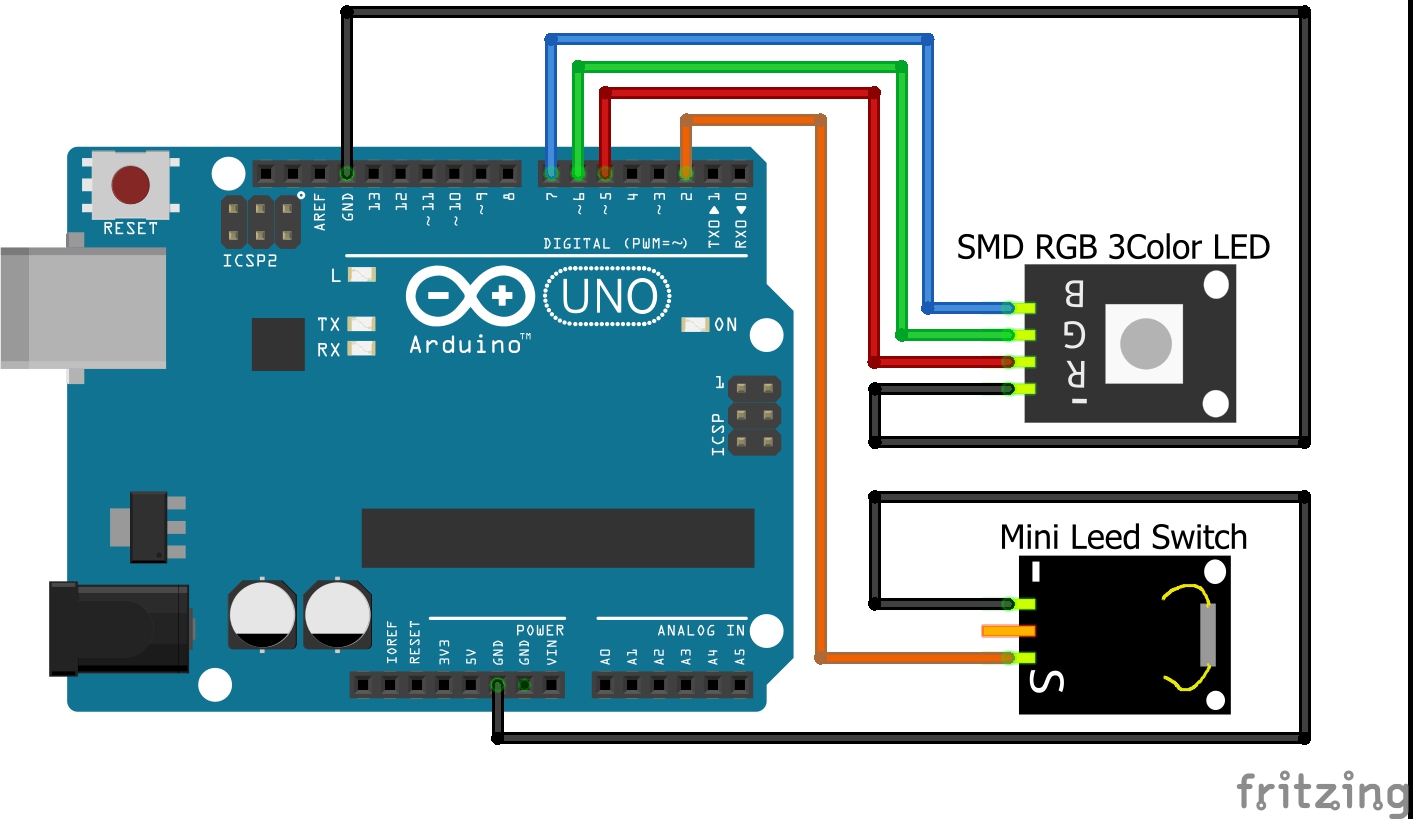 RESET
ICSP2
AREF
GND
13
12
~11
~10
~9
8
7
~6
~5
4
~3
2
TX0▶1
RX0◀0
DIGITAL (PWM=~)
L
TX
RX
UNO
Arduino™
ON
1
ICSP
SMD RGB 3Color LED
B
G
R
-
Mini Leed Switch
-
S
POWER
ANALOG IN
IOREF
RESET
3V3
5V
GND
GND
VIN
A0
A1
A2
A3
A4
A5
fritzing